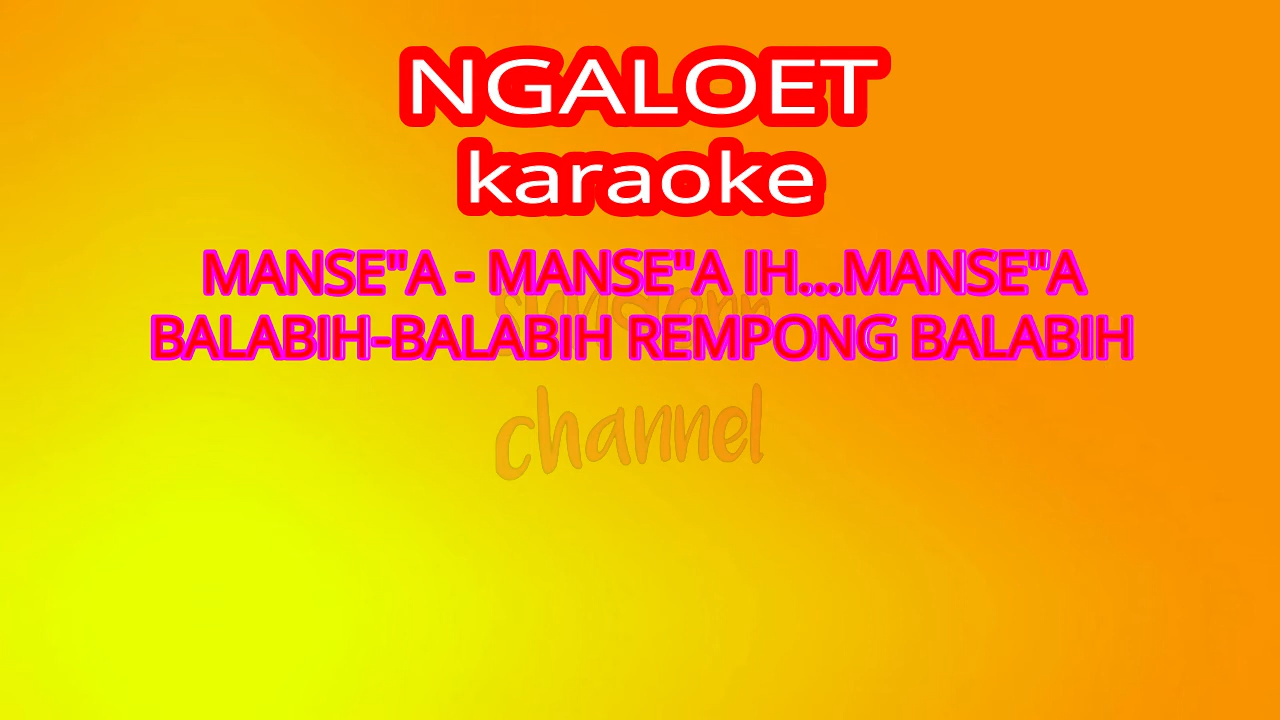 NGALOET
karaoke
MANSE"A - MANSE"A IH...MANSE"A
BALABIH-BALABIH REMPONG BALABIH
channel